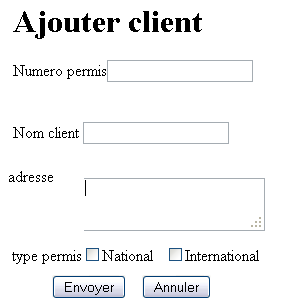 Ajouter client
Numero permis
Nom client
adresse
type permis National International
Envoyer Annuler